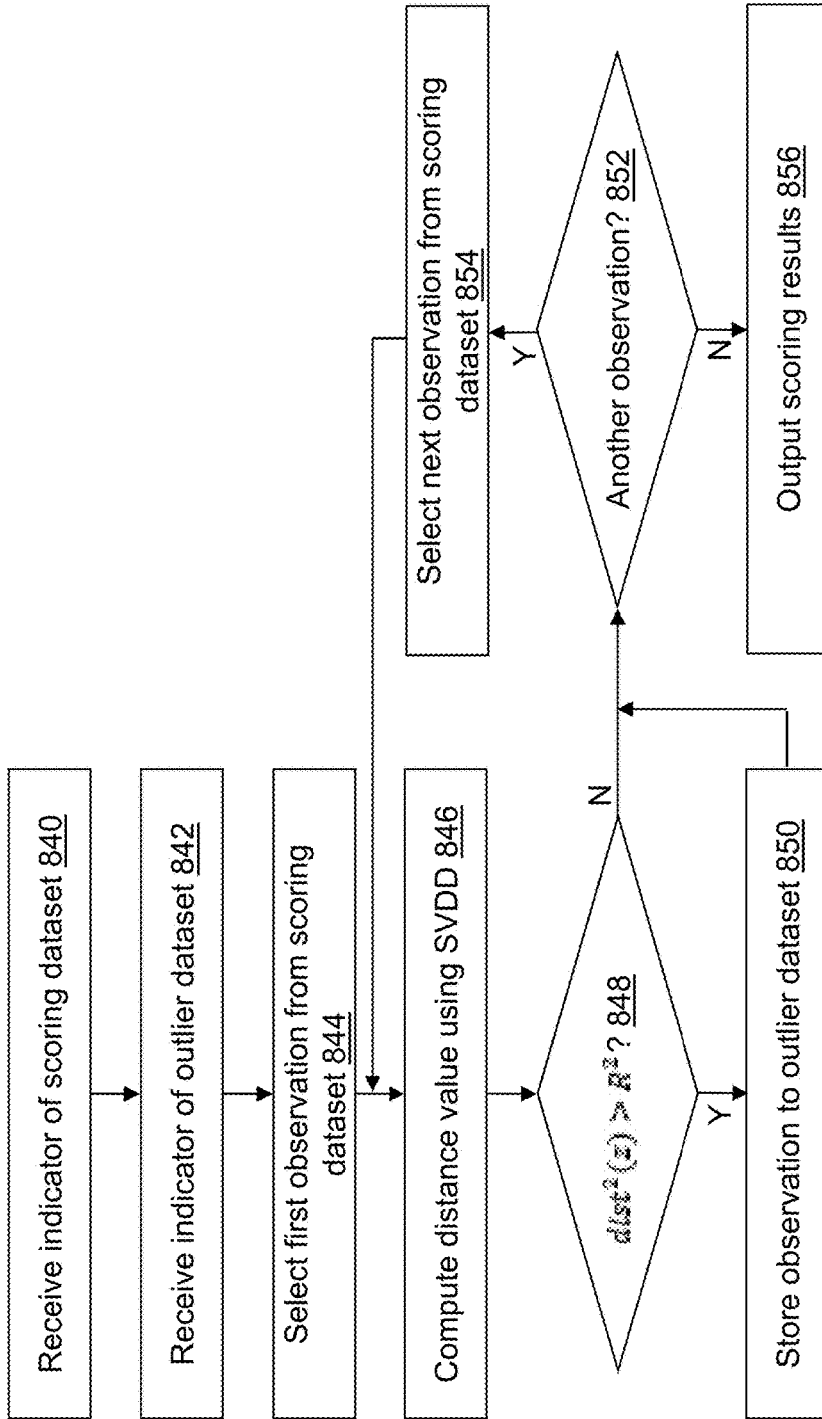 Receive indicator of scoring dataset 840
Receive indicator of outlier dataset 842
Select first observation from scoring
dataset 844
Compute distance value using SVDD 846
dist²(z) > R²? 848
Y
N
Store observation to outlier dataset 850
Select next observation from scoring
dataset 854
Y
Another observation? 852
N
Output scoring results 856